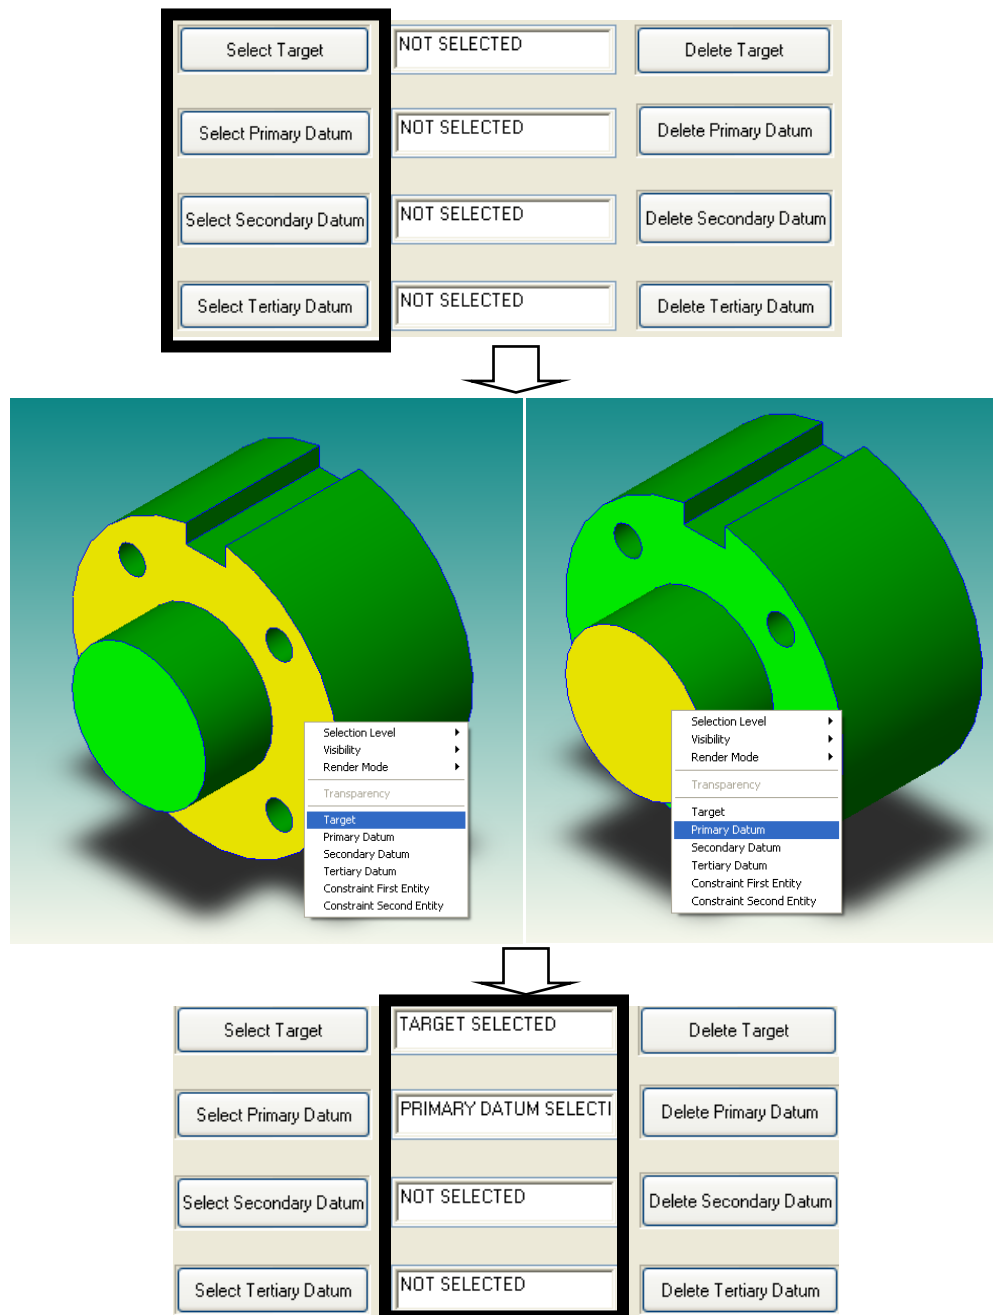 Select Target NOT SELECTED Delete Target
Select Primary Datum NOT SELECTED Delete Primary Datum
Select Secondary Datum NOT SELECTED Delete Secondary Datum
Select Tertiary Datum NOT SELECTED Delete Tertiary Datum
Selection Level
Visibility
Render Mode
Transparency
Target
Primary Datum
Secondary Datum
Tertiary Datum
Constraint First Entity
Constraint Second Entity
Selection Level
Visibility
Render Mode
Transparency
Target
Primary Datum
Secondary Datum
Tertiary Datum
Constraint First Entity
Constraint Second Entity
Select Target TARGET SELECTED Delete Target
Select Primary Datum PRIMARY DATUM SELECTI Delete Primary Datum
Select Secondary Datum NOT SELECTED Delete Secondary Datum
Select Tertiary Datum NOT SELECTED Delete Tertiary Datum